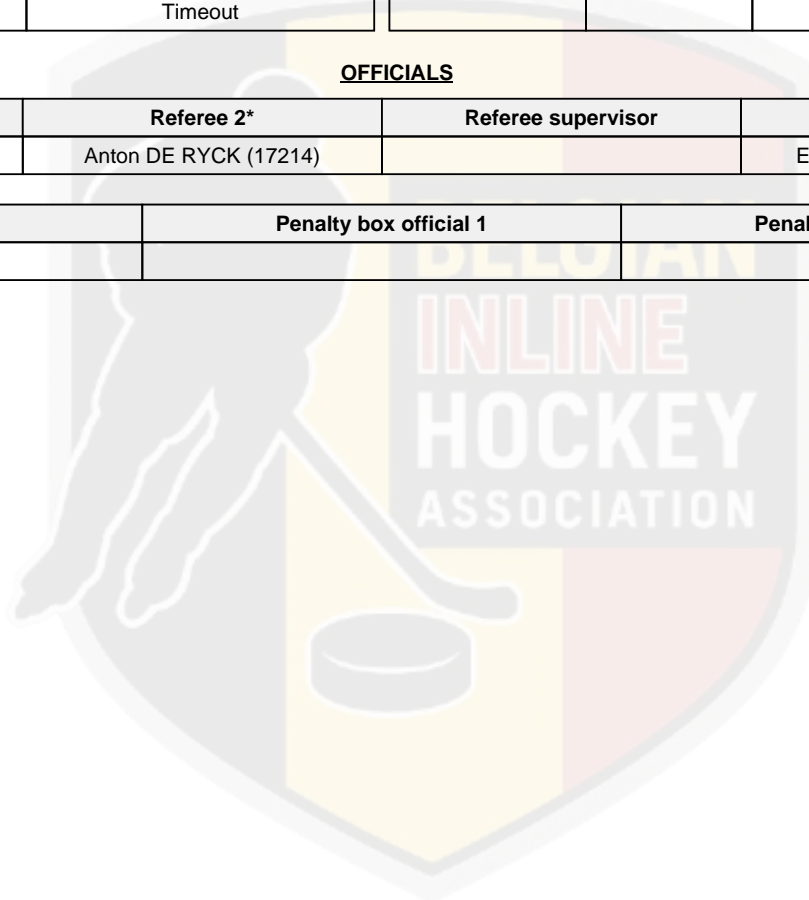 Timeout
OFFICIALS
Referee 2* Referee supervisor
Anton DE RYCK (17214) E
Penalty box official 1 Penal
BELGIAN
INLINE
HOCKEY
ASSOCIATION